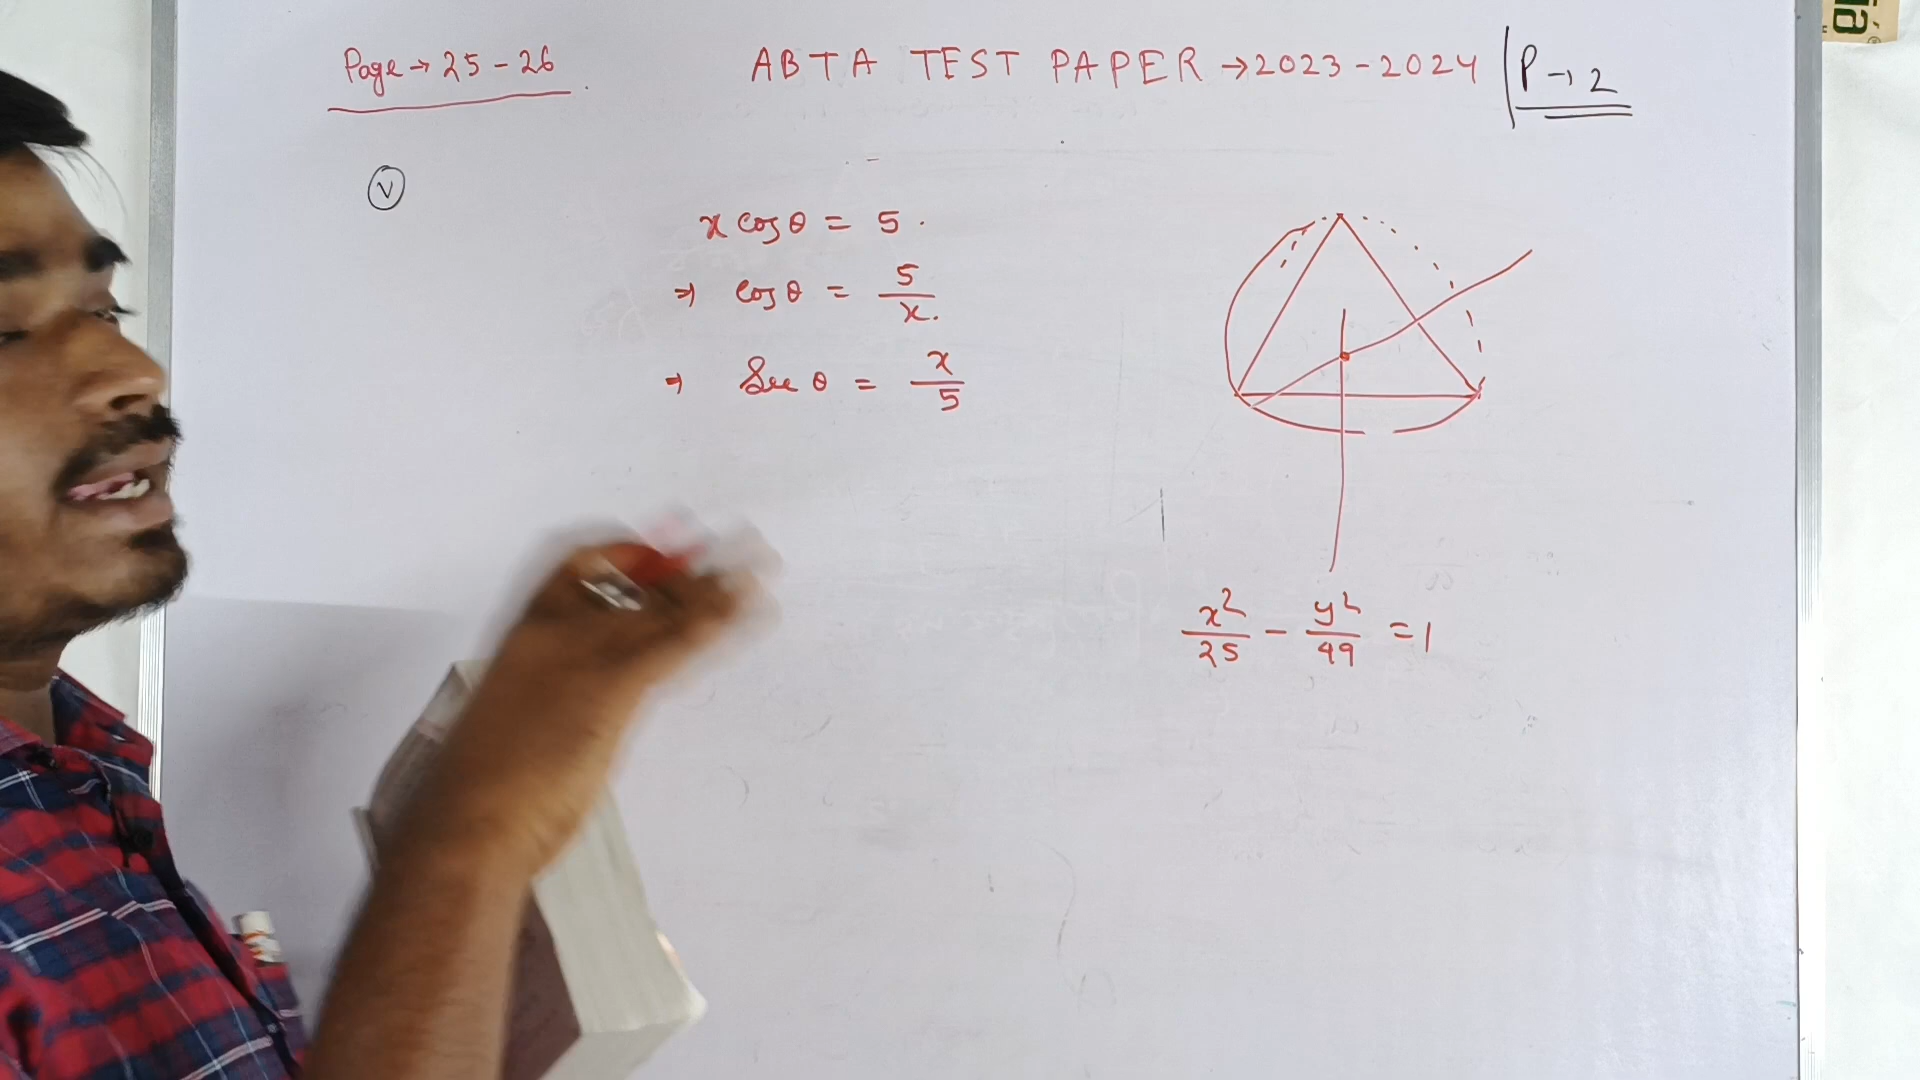 Page → 25 - 26
ABTA TEST PAPER → 2023 - 2024 | P → 2
v
x cos θ = 5
⇒ cos θ = 5/x
⇒ Sec θ = x/5
x²/25 - y²/49 = 1